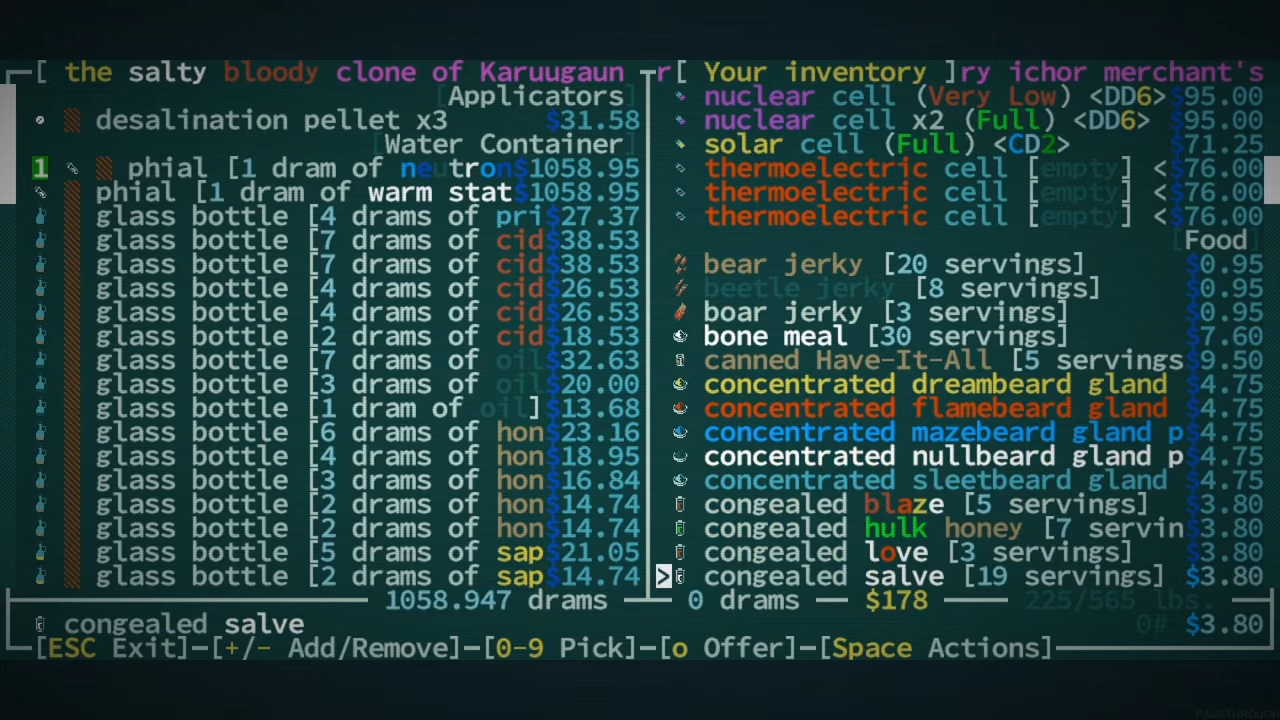 [ the salty bloody clone of Karuugaun r[ Your inventory ]ry ichor merchant's
[Applicators]
desalination pellet x3 $31.58
[Water Container]
1 phial [1 dram of neutron$1058.95
phial [1 dram of warm stat$1058.95
glass bottle [4 drams of pri$27.37
glass bottle [7 drams of cid$38.53
glass bottle [7 drams of cid$38.53
glass bottle [4 drams of cid$26.53
glass bottle [4 drams of cid$26.53
glass bottle [2 drams of cid$18.53
glass bottle [7 drams of oil$32.63
glass bottle [3 drams of oil$20.00
glass bottle [1 dram of oil]$13.68
glass bottle [6 drams of hon$23.16
glass bottle [4 drams of hon$18.95
glass bottle [3 drams of hon$16.84
glass bottle [2 drams of hon$14.74
glass bottle [2 drams of hon$14.74
glass bottle [5 drams of sap$21.05
glass bottle [2 drams of sap$14.74
nuclear cell (Very Low) <DD6>$95.00
nuclear cell x2 (Full) <DD6> $95.00
solar cell (Full) <CD2> $71.25
thermoelectric cell [empty] <$76.00
thermoelectric cell [empty] <$76.00
thermoelectric cell [empty] <$76.00
[Food]
bear jerky [20 servings] $0.95
beetle jerky [8 servings] $0.95
boar jerky [3 servings] $0.95
bone meal [30 servings] $7.60
canned Have-It-All [5 servings$9.50
concentrated dreambeard gland $4.75
concentrated flamebeard gland $4.75
concentrated mazebeard gland p$4.75
concentrated nullbeard gland p$4.75
concentrated sleetbeard gland $4.75
congealed blaze [5 servings] $3.80
congealed hulk honey [7 servin$3.80
congealed love [3 servings] $3.80
> congealed salve [19 servings] $3.80
1058.947 drams 0 drams $178 225/565 lbs.
congealed salve 0# $3.80
[ESC Exit]-[+/- Add/Remove]-[0-9 Pick]-[o Offer]-[Space Actions]